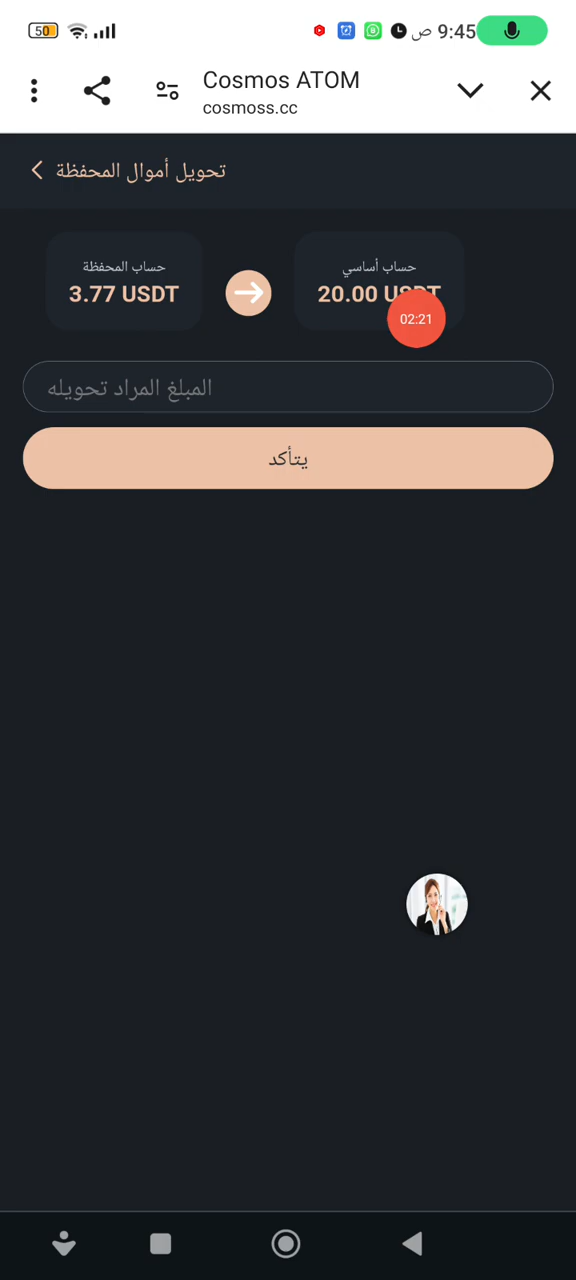 50
9:45 ص
Cosmos ATOM
cosmoss.cc
تحويل أموال المحفظة
حساب المحفظة
3.77 USDT
حساب أساسي
20.00 USDT
02:21
المبلغ المراد تحويله
يتأكد